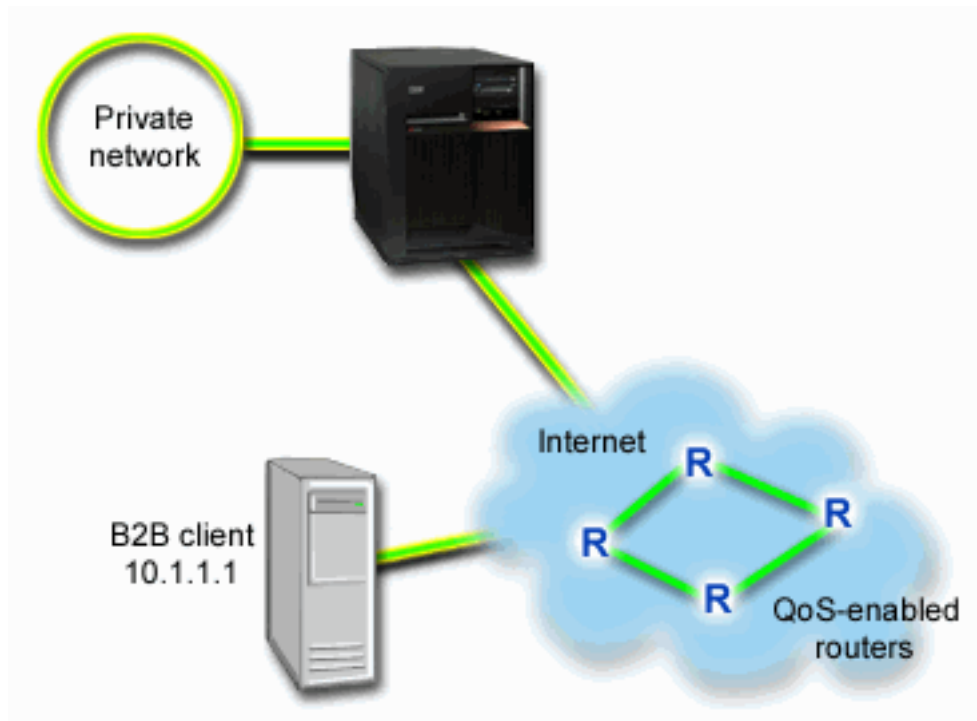 Private
network
Internet
R
R
R
R
B2B client
10.1.1.1
QoS-enabled
routers